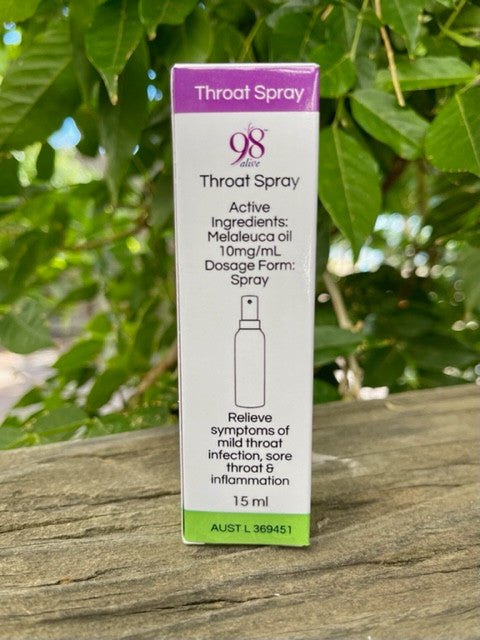 Throat Spray
98
alive
Throat Spray
Active
Ingredients:
Melaleuca oil
10mg/mL
Dosage Form:
Spray
Relieve
symptoms of
mild throat
infection, sore
throat &
inflammation
15 ml
AUST L 369451